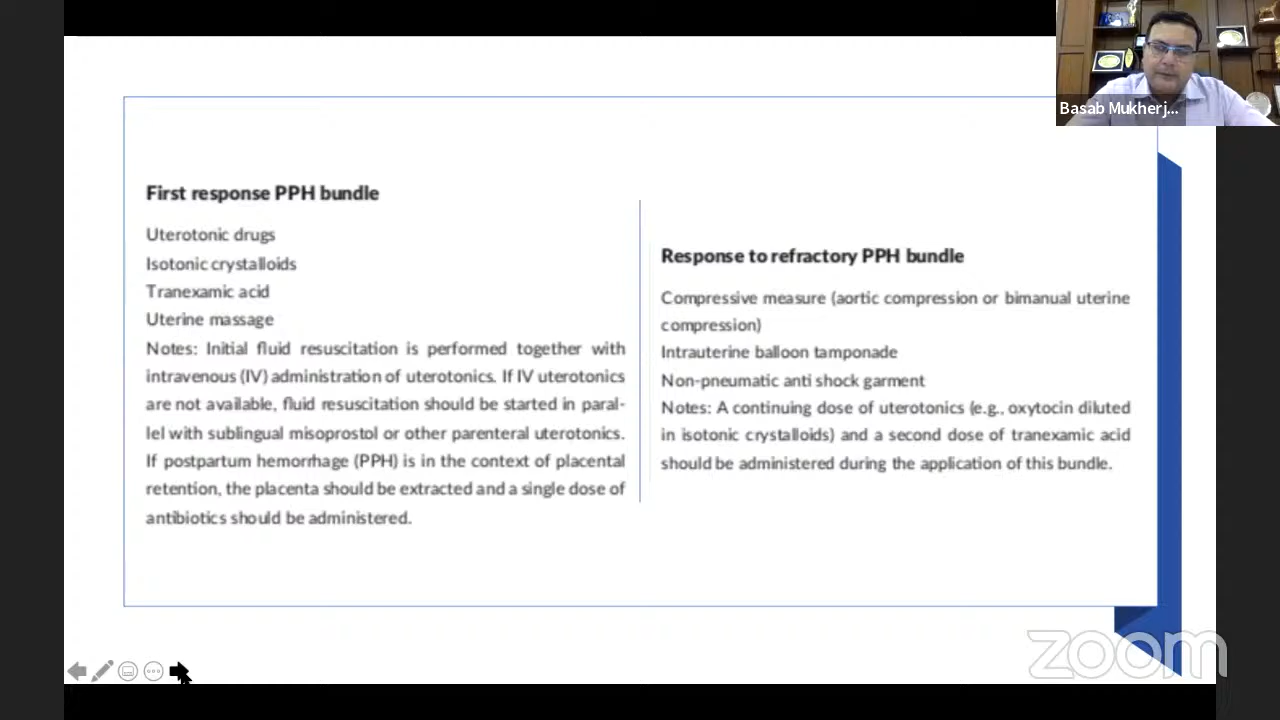 Basab Mukherj...
First response PPH bundle
Uterotonic drugs
Isotonic crystalloids
Tranexamic acid
Uterine massage
Notes: Initial fluid resuscitation is performed together with
intravenous (IV) administration of uterotonics. If IV uterotonics
are not available, fluid resuscitation should be started in paral-
lel with sublingual misoprostol or other parenteral uterotonics.
If postpartum hemorrhage (PPH) is in the context of placental
retention, the placenta should be extracted and a single dose of
antibiotics should be administered.
Response to refractory PPH bundle
Compressive measure (aortic compression or bimanual uterine
compression)
Intrauterine balloon tamponade
Non-pneumatic anti shock garment
Notes: A continuing dose of uterotonics (e.g., oxytocin diluted
in isotonic crystalloids) and a second dose of tranexamic acid
should be administered during the application of this bundle.
zoom